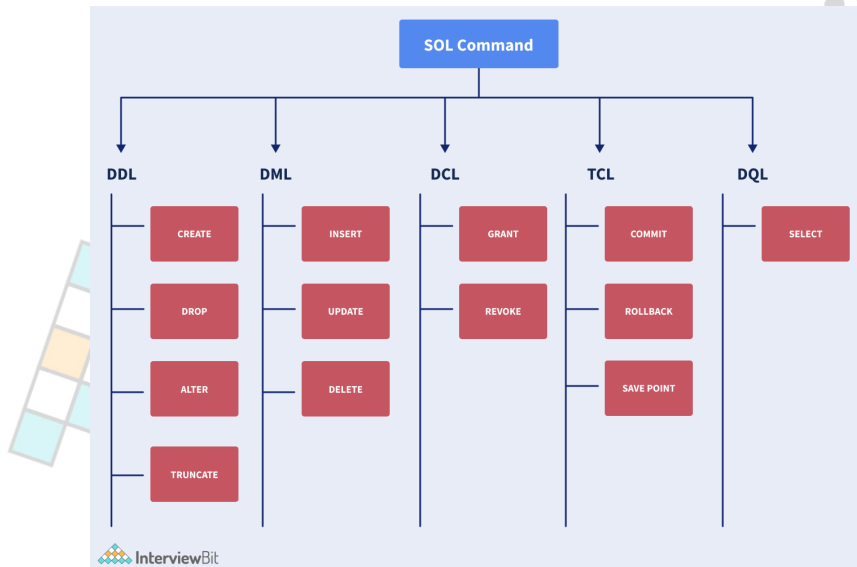 SOL Command
DDL
DML
DCL
TCL
DQL
CREATE
INSERT
GRANT
COMMIT
SELECT
DROP
UPDATE
REVOKE
ROLLBACK
ALTER
DELETE
SAVE POINT
TRUNCATE
InterviewBit